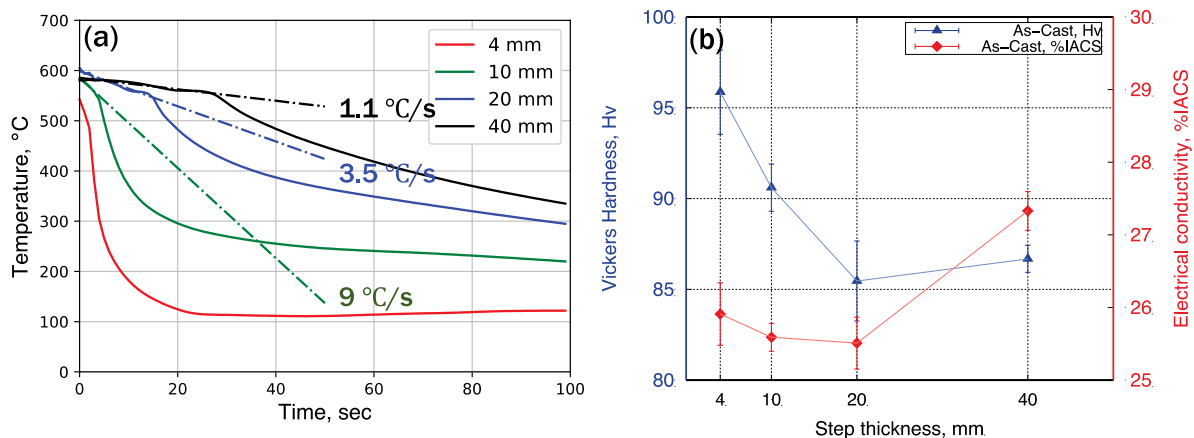 (a)
700
600
500
400
300
200
100
0
0 20 40 60 80 100
Temperature, °C
Time, sec
4 mm
10 mm
20 mm
40 mm
1.1 °C/s
3.5 °C/s
9 °C/s
(b)
100
95
90
85
80
Vickers Hardness, Hv
As-Cast, Hv
As-Cast, %IACS
30
29
28
27
26
25
Electrical conductivity, %IACS
4 10 20 40
Step thickness, mm